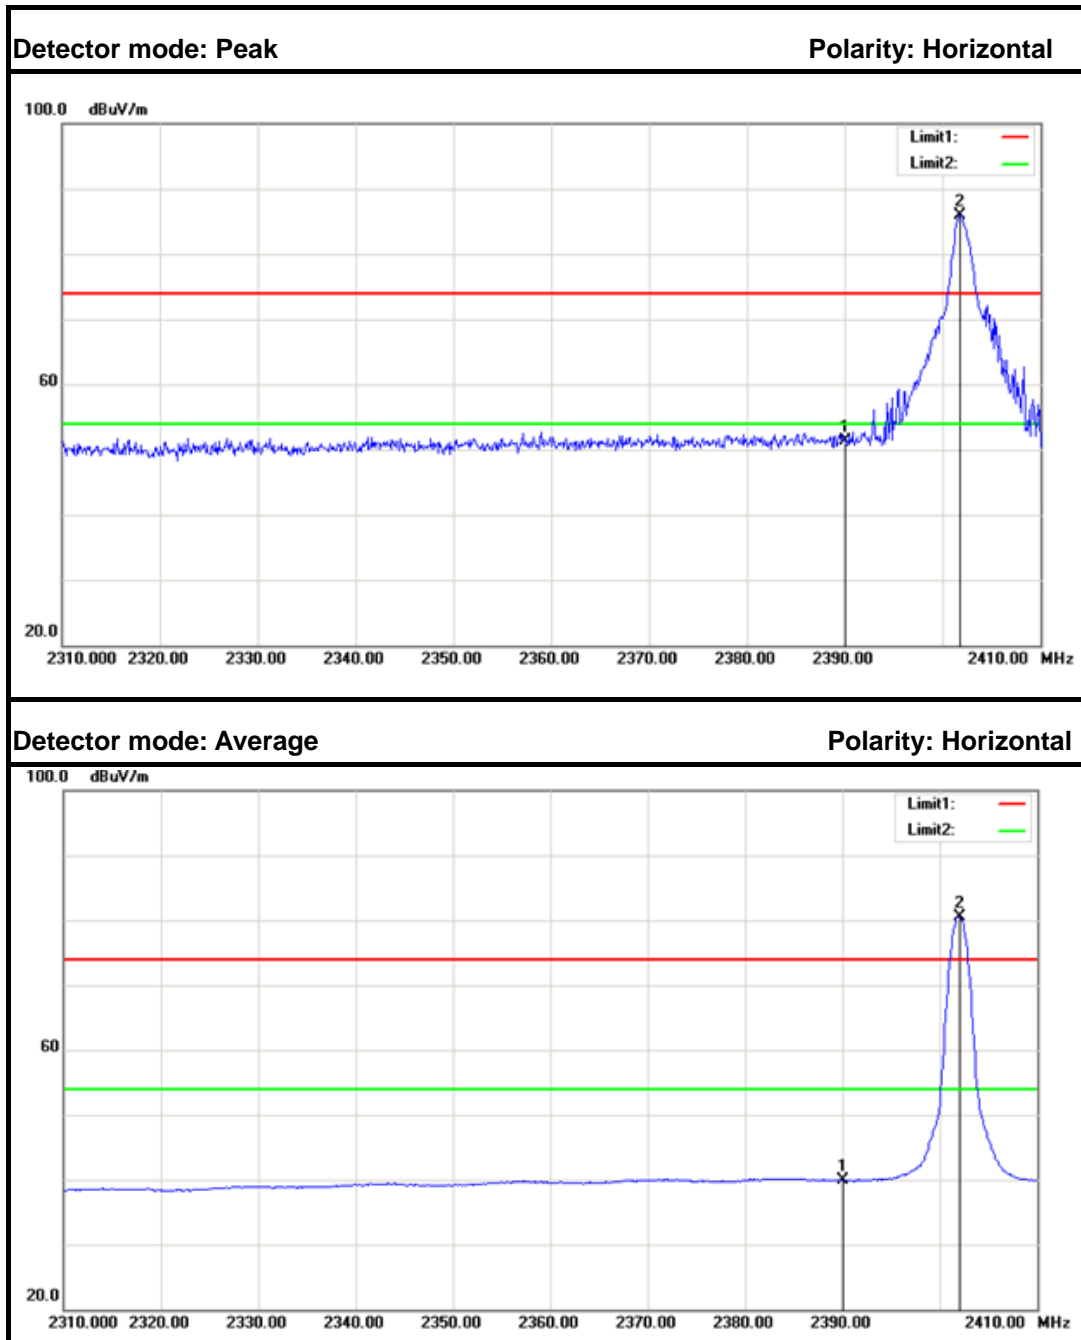 Detector mode: Peak Polarity: Horizontal
100.0 dBuV/m
Limit1:
Limit2:
2
60
1
20.0
2310.000 2320.00 2330.00 2340.00 2350.00 2360.00 2370.00 2380.00 2390.00 2410.00 MHz
Detector mode: Average Polarity: Horizontal
100.0 dBuV/m
Limit1:
Limit2:
2
60
1
20.0
2310.000 2320.00 2330.00 2340.00 2350.00 2360.00 2370.00 2380.00 2390.00 2410.00 MHz